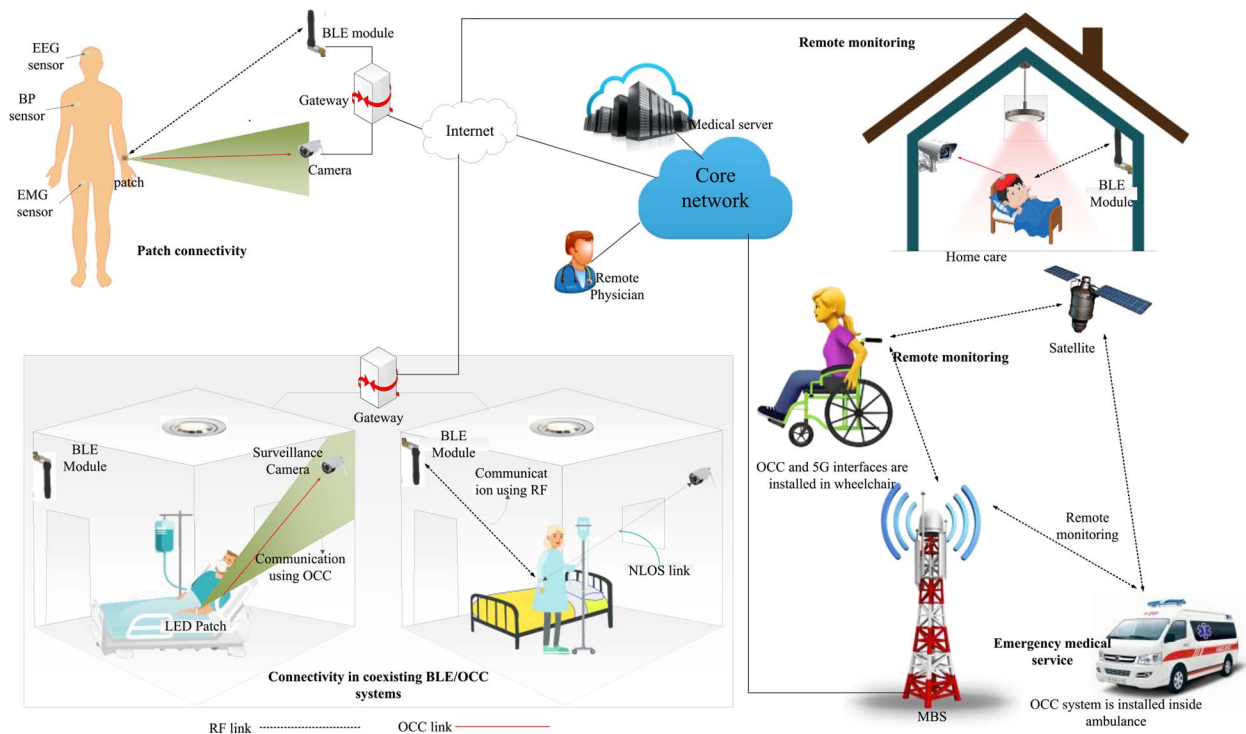 EEG
sensor
BP
sensor
EMG
sensor
patch
Patch connectivity
BLE module
Gateway
Camera
Internet
Medical server
Core
network
Remote
Physician
Remote monitoring
BLE
Module
Home care
Satellite
Remote monitoring
OCC and 5G interfaces are
installed in wheelchair
Remote
monitoring
MBS
Emergency medical
service
OCC system is installed inside
ambulance
Gateway
BLE
Module
Surveillance
Camera
Communication
using OCC
LED Patch
BLE
Module
Communicat
ion using RF
NLOS link
Connectivity in coexisting BLE/OCC
systems
RF link
OCC link